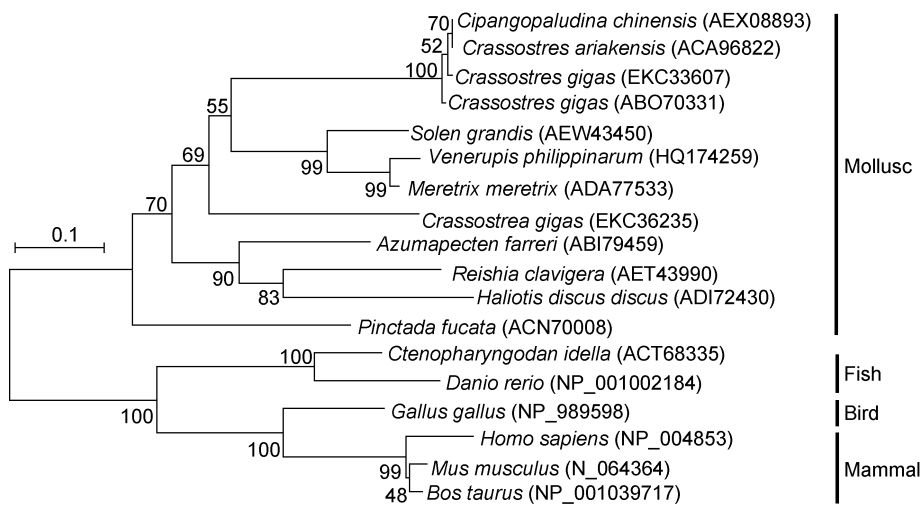 70 Cipangopaludina chinensis (AEX08893)
52 Crassostres ariakensis (ACA96822)
100 Crassostres gigas (EKC33607)
Crassostres gigas (ABO70331)
55
Solen grandis (AEW43450)
69 99 Venerupis philippinarum (HQ174259)
Mollusc
99 Meretrix meretrix (ADA77533)
70
Crassostrea gigas (EKC36235)
0.1
Azumapecten farreri (ABI79459)
90 Reishia clavigera (AET43990)
83 Haliotis discus discus (ADI72430)
Pinctada fucata (ACN70008)
100 Ctenopharyngodan idella (ACT68335)
Fish
Danio rerio (NP_001002184)
100 Gallus gallus (NP_989598)
Bird
100 Homo sapiens (NP_004853)
99 Mus musculus (N_064364)
Mammal
48 Bos taurus (NP_001039717)